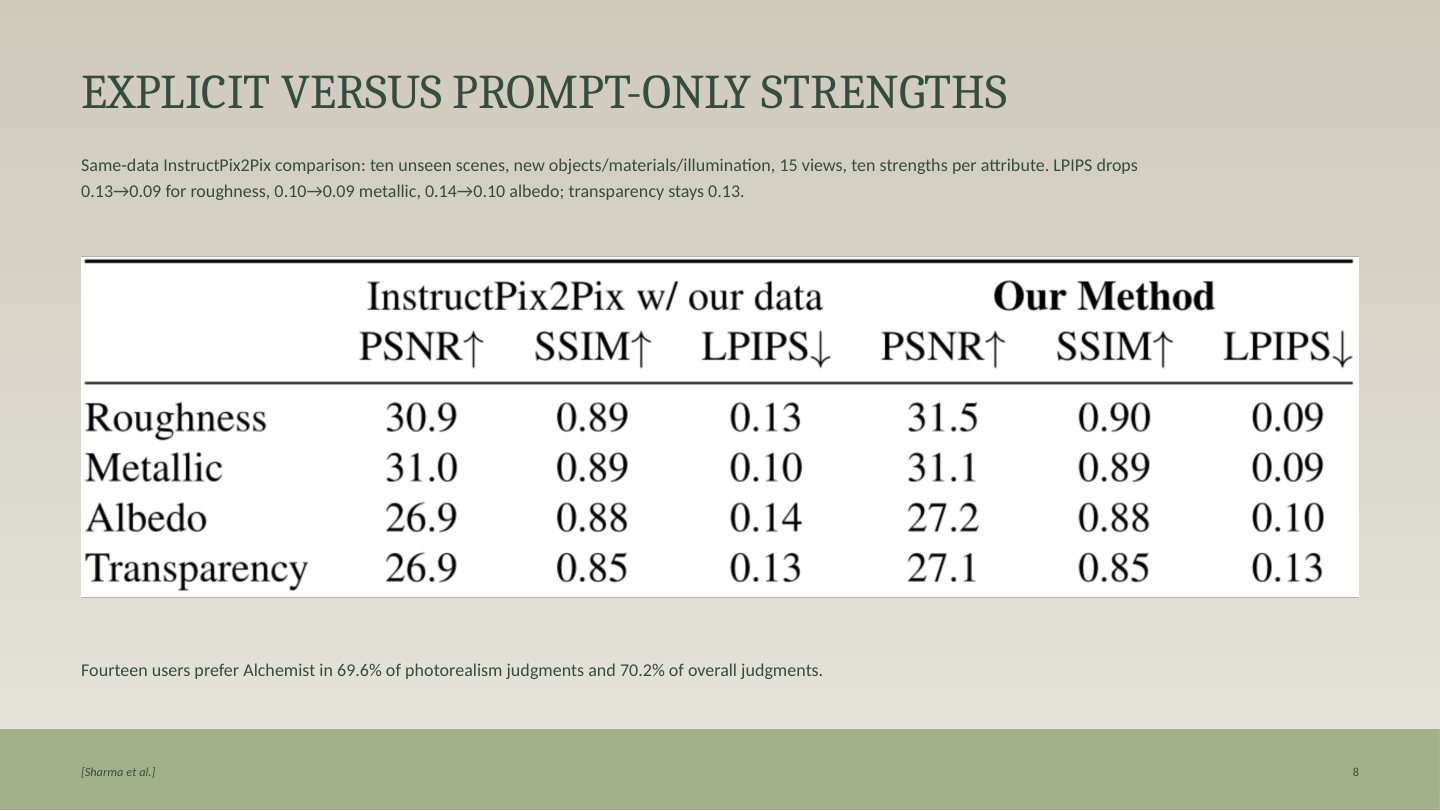 EXPLICIT VERSUS PROMPT-ONLY STRENGTHS
Same-data InstructPix2Pix comparison: ten unseen scenes, new objects/materials/illumination, 15 views, ten strengths per attribute. LPIPS drops
0.13→0.09 for roughness, 0.10→0.09 metallic, 0.14→0.10 albedo; transparency stays 0.13.
InstructPix2Pix w/ our data Our Method
PSNR↑ SSIM↑ LPIPS↓ PSNR↑ SSIM↑ LPIPS↓
Roughness 30.9 0.89 0.13 31.5 0.90 0.09
Metallic 31.0 0.89 0.10 31.1 0.89 0.09
Albedo 26.9 0.88 0.14 27.2 0.88 0.10
Transparency 26.9 0.85 0.13 27.1 0.85 0.13
Fourteen users prefer Alchemist in 69.6% of photorealism judgments and 70.2% of overall judgments.
[Sharma et al.] 8